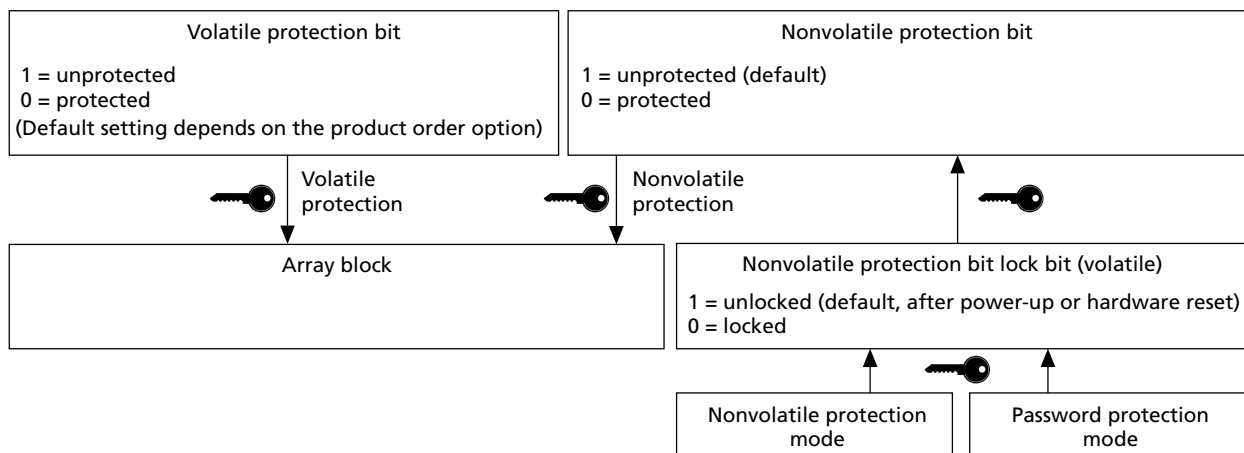 Volatile protection bit
1 = unprotected
0 = protected
(Default setting depends on the product order option)
Nonvolatile protection bit
1 = unprotected (default)
0 = protected
Volatile
protection
Nonvolatile
protection
Array block
Nonvolatile protection bit lock bit (volatile)
1 = unlocked (default, after power-up or hardware reset)
0 = locked
Nonvolatile protection
mode
Password protection
mode